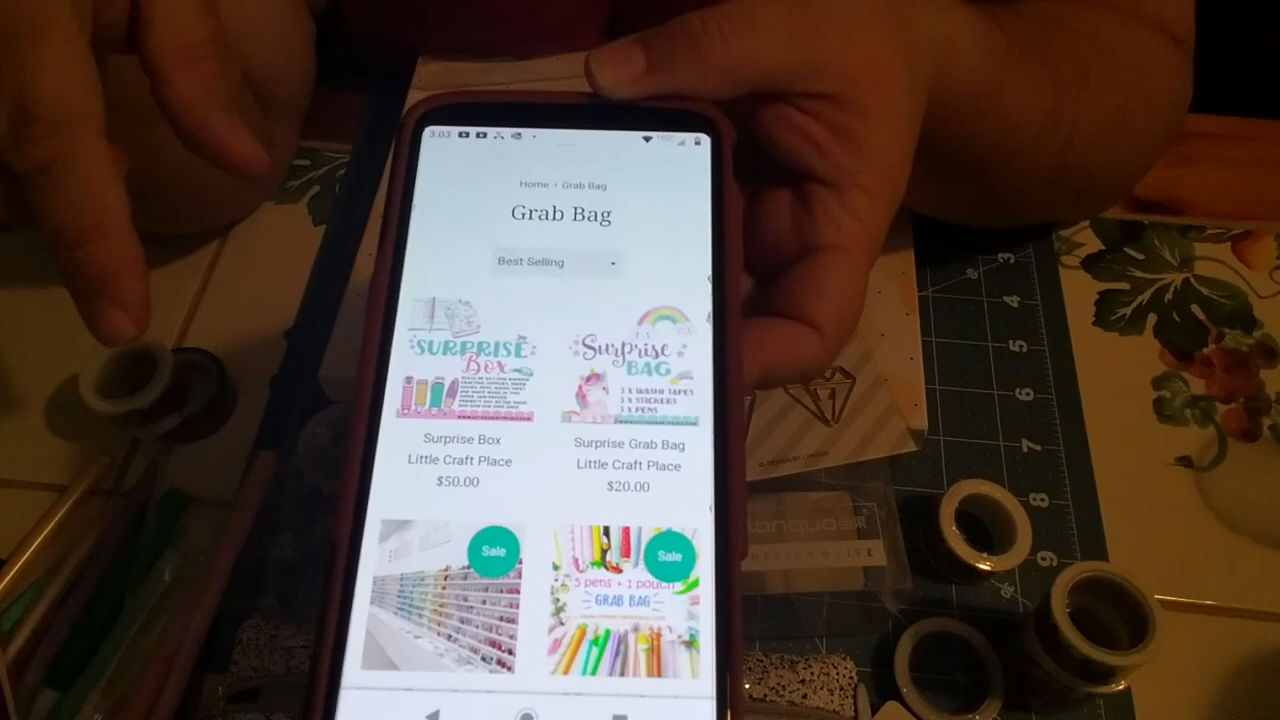 3:03
Home › Grab Bag
Grab Bag
Best Selling
SURPRISE
Box
Surprise
BAG
3 X WASHI TAPES
3 X STICKERS
3 X PENS
Surprise Box
Little Craft Place
$50.00
Surprise Grab Bag
Little Craft Place
$20.00
Sale
Sale
5 pens + 1 pouch
GRAB BAG
DESIGN & LIFE
3
4
5
6
7
8
9